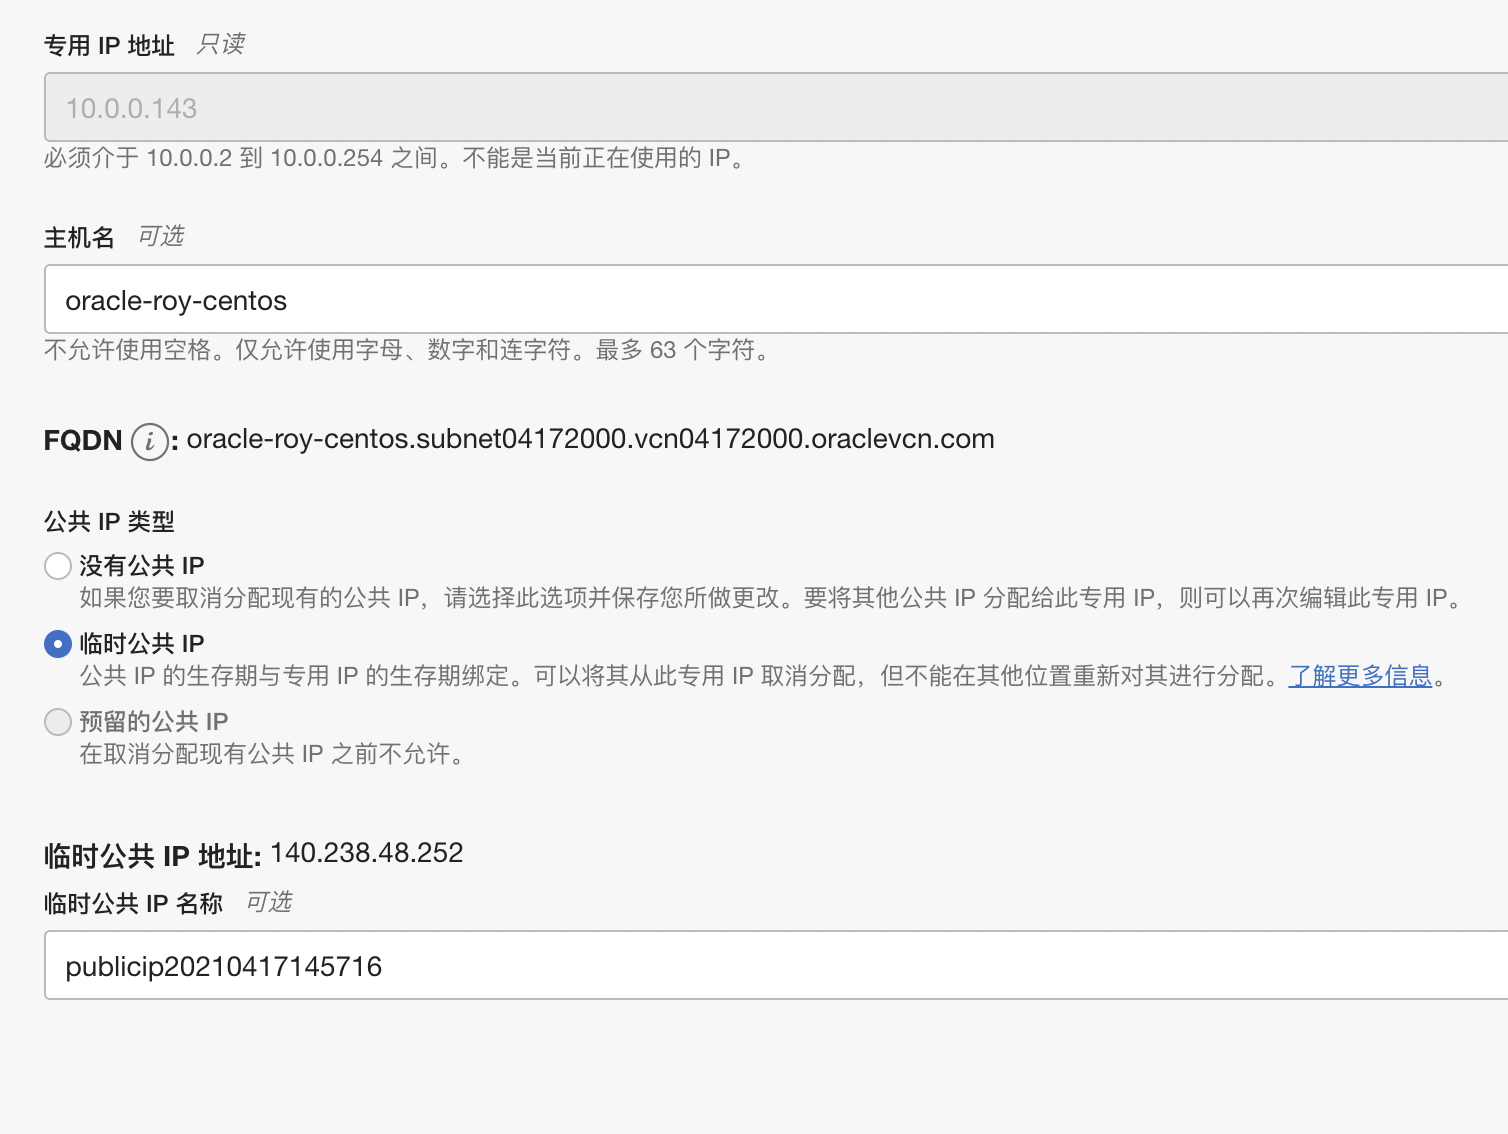 专用 IP 地址 只读
10.0.0.143
必须介于 10.0.0.2 到 10.0.0.254 之间。不能是当前正在使用的 IP。
主机名 可选
oracle-roy-centos
不允许使用空格。仅允许使用字母、数字和连字符。最多 63 个字符。
FQDN i : oracle-roy-centos.subnet04172000.vcn04172000.oraclevcn.com
公共 IP 类型
没有公共 IP
如果您要取消分配现有的公共 IP，请选择此选项并保存您所做更改。要将其他公共 IP 分配给此专用 IP，则可以再次编辑此专用 IP。
临时公共 IP
公共 IP 的生存期与专用 IP 的生存期绑定。可以将其从此专用 IP 取消分配，但不能在其他位置重新对其进行分配。了解更多信息。
预留的公共 IP
在取消分配现有公共 IP 之前不允许。
临时公共 IP 地址: 140.238.48.252
临时公共 IP 名称 可选
publicip20210417145716